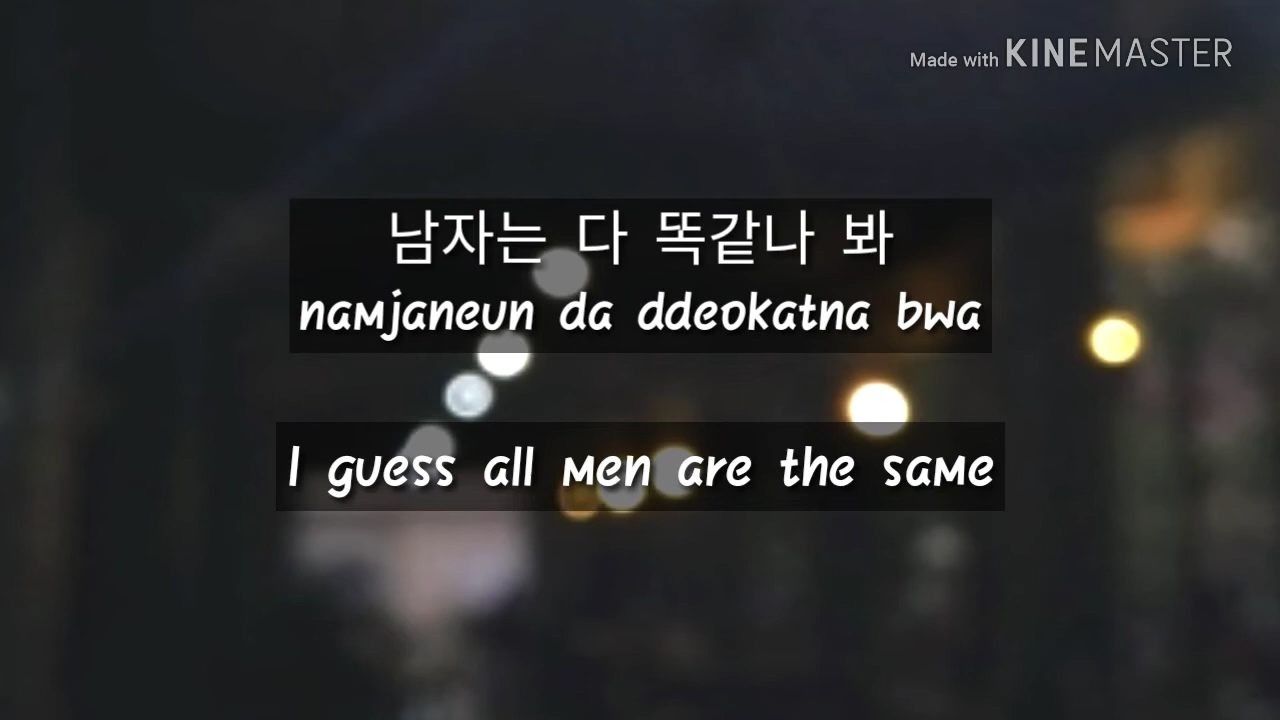 Made with KINEMASTER
남자는 다 똑같나 봐
namjaneun da ddeokatna bwa
I guess all men are the same